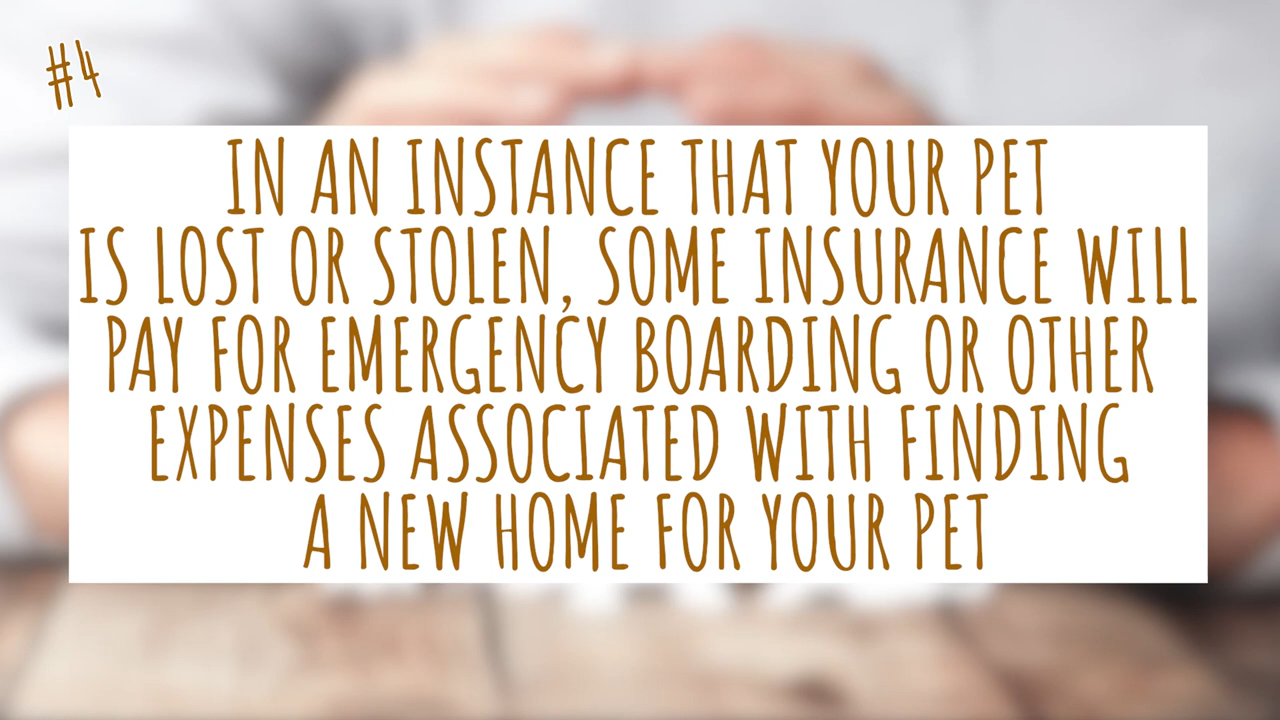 #4
IN AN INSTANCE THAT YOUR PET
IS LOST OR STOLEN, SOME INSURANCE WILL
PAY FOR EMERGENCY BOARDING OR OTHER
EXPENSES ASSOCIATED WITH FINDING
A NEW HOME FOR YOUR PET